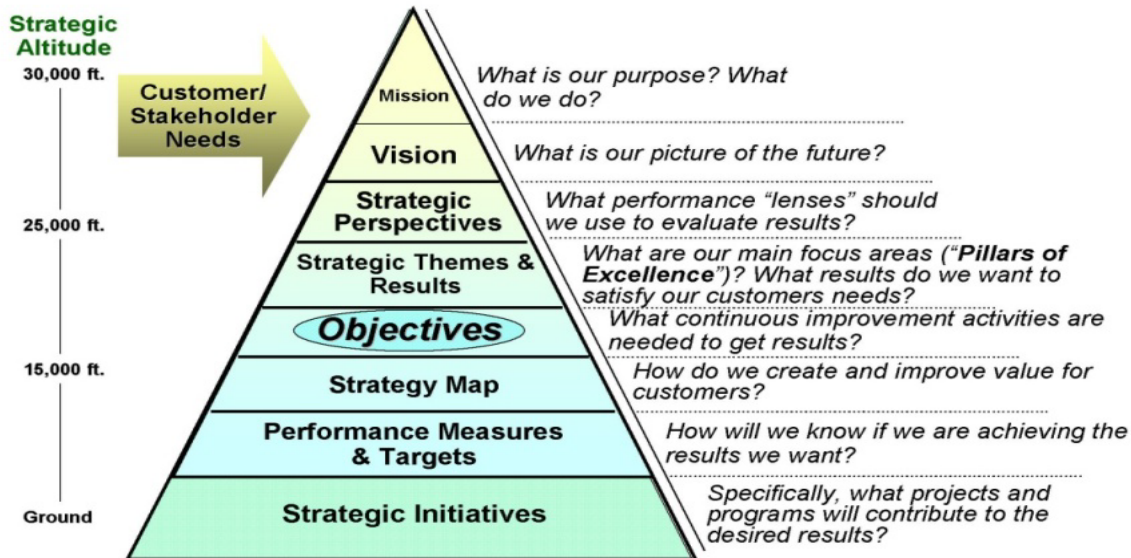 Strategic
Altitude
30,000 ft.
25,000 ft.
15,000 ft.
Ground
Customer/
Stakeholder
Needs
Mission
What is our purpose? What
do we do?
Vision
What is our picture of the future?
Strategic
Perspectives
What performance “lenses” should
we use to evaluate results?
Strategic Themes &
Results
What are our main focus areas (“Pillars of
Excellence”)? What results do we want to
satisfy our customers needs?
Objectives
What continuous improvement activities are
needed to get results?
Strategy Map
How do we create and improve value for
customers?
Performance Measures
& Targets
How will we know if we are achieving the
results we want?
Strategic Initiatives
Specifically, what projects and
programs will contribute to the
desired results?